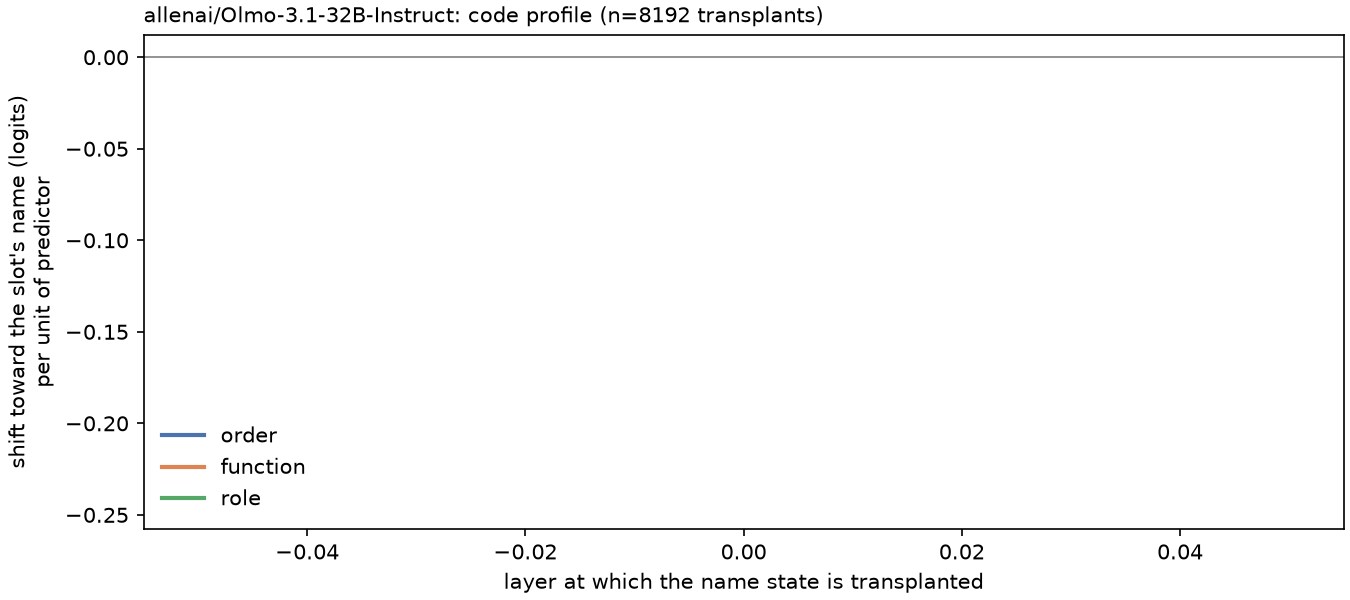 allenai/Olmo-3.1-32B-Instruct: code profile (n=8192 transplants)
shift toward the slot's name (logits)
per unit of predictor
0.00
−0.05
−0.10
−0.15
−0.20
−0.25
order
function
role
−0.04
−0.02
0.00
0.02
0.04
layer at which the name state is transplanted